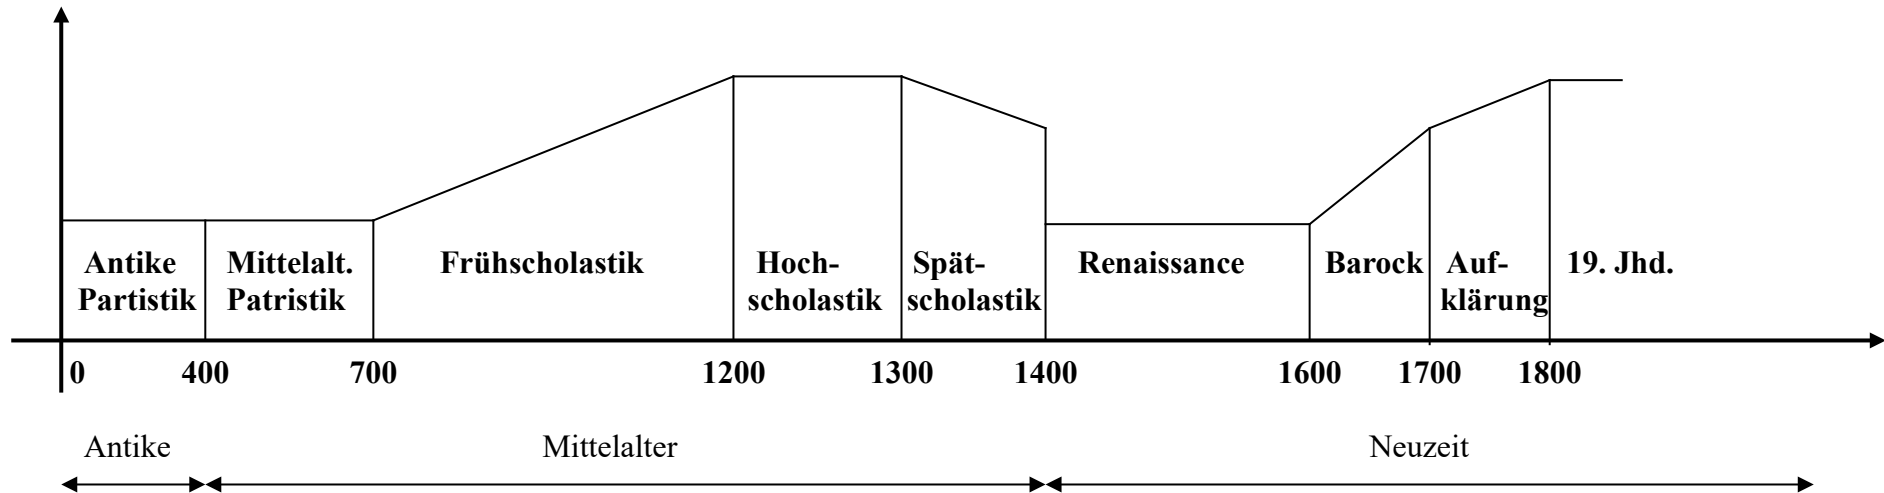 Antike
Partistik
Mittelalt.
Patristik
Frühscholastik
Hoch-
scholastik
Spät-
scholastik
Renaissance
Barock
Auf-
klärung
19. Jhd.
0 400 700 1200 1300 1400 1600 1700 1800
Antike Mittelalter Neuzeit